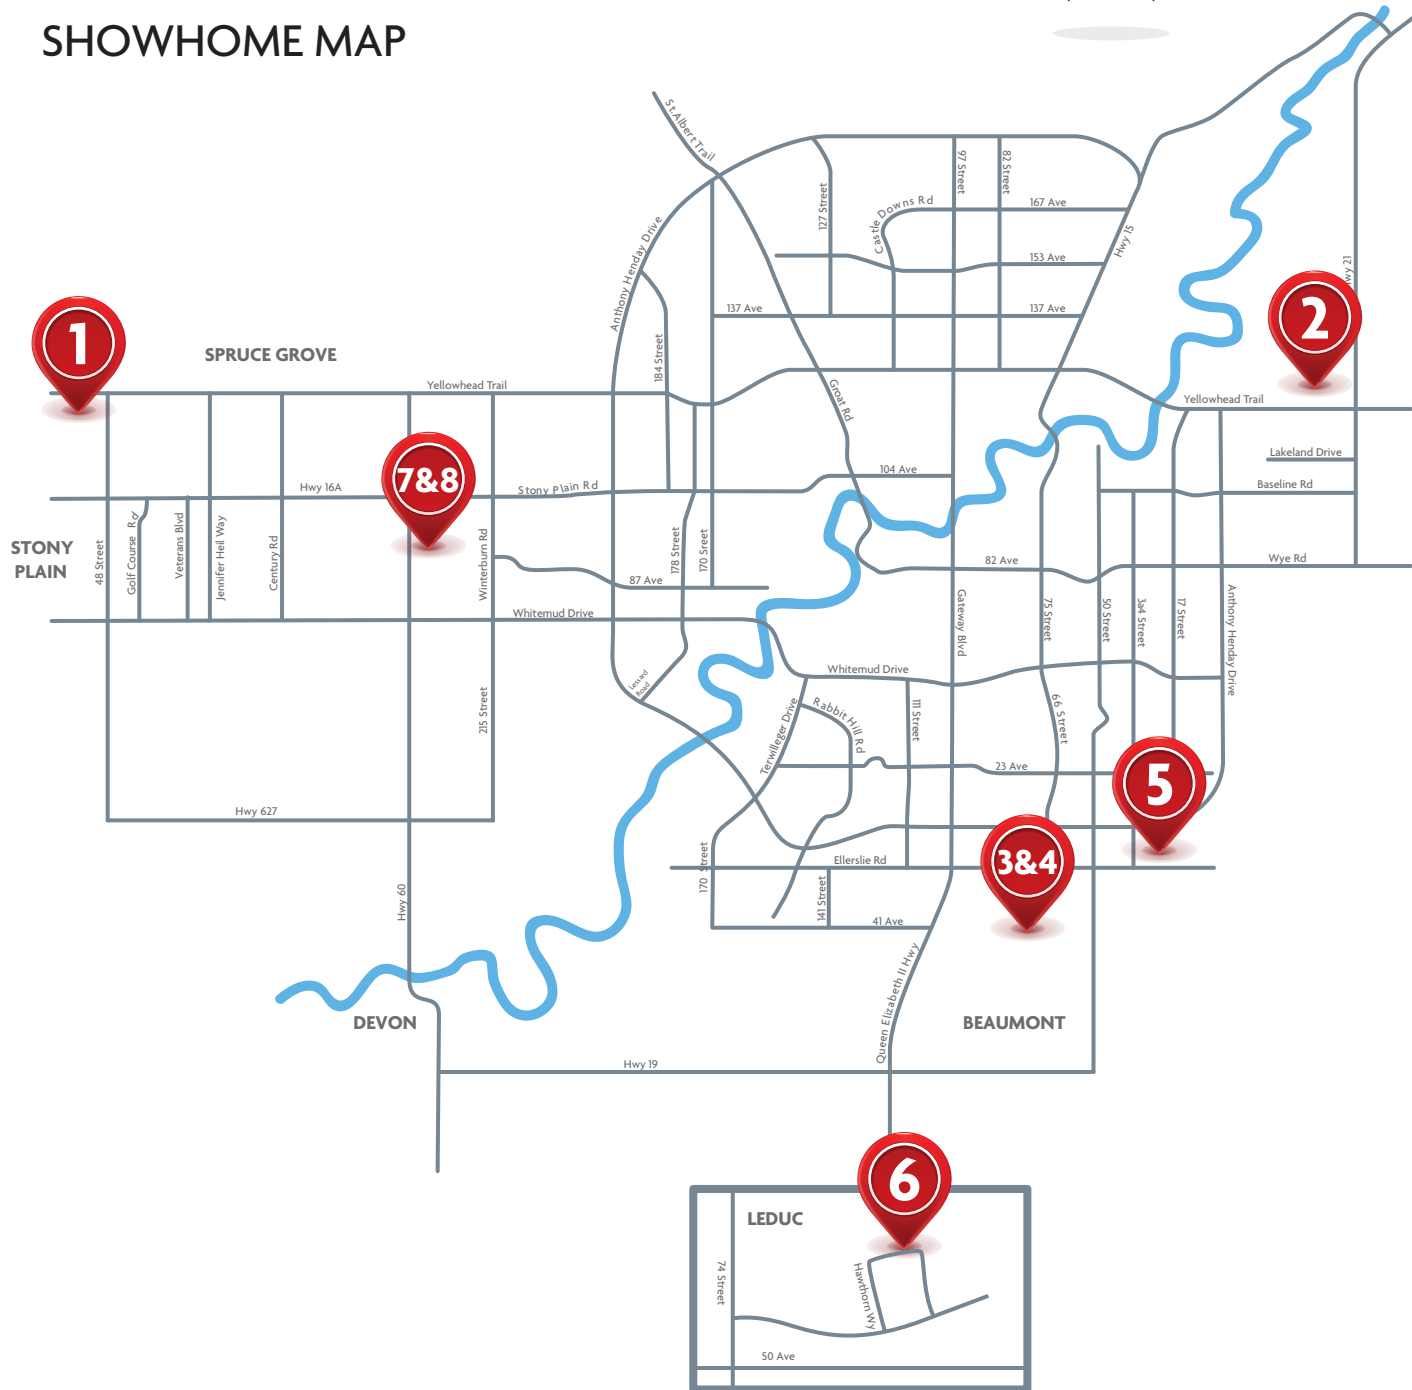 SHOWHOME MAP
St.Albert Trail
97 Street
82 Street
127 Street
Castle Downs Rd
167 Ave
Hwy 15
153 Ave
Anthony Henday Drive
137 Ave
137 Ave
1
2
SPRUCE GROVE
184 Street
Yellowhead Trail
Groat Rd
Yellowhead Trail
Lakeland Drive
104 Ave
7&8
Hwy 16A
Stony Plain Rd
Baseline Rd
STONY
PLAIN
48 Street
Golf Course Rd
Veterans Blvd
Jennifer Heil Way
Century Rd
Winterburn Rd
178 Street
170 Sreet
82 Ave
Wye Rd
87 Ave
Whitemud Drive
Gateway Blvd
75 Street
50 Street
3a4 Street
17 Street
Anthony Henday Drive
Lessard
Road
Whitemud Drive
215 Street
Terwilleger Drive
Rabbit Hill Rd
111 Street
66 Street
23 Ave
5
Hwy 627
3&4
Ellerslie Rd
170 Street
141 Street
Hwy 60
41 Ave
Queen Elizabeth II Hwy
DEVON
BEAUMONT
Hwy 19
6
LEDUC
74 Street
Hawthorn Wy
50 Ave